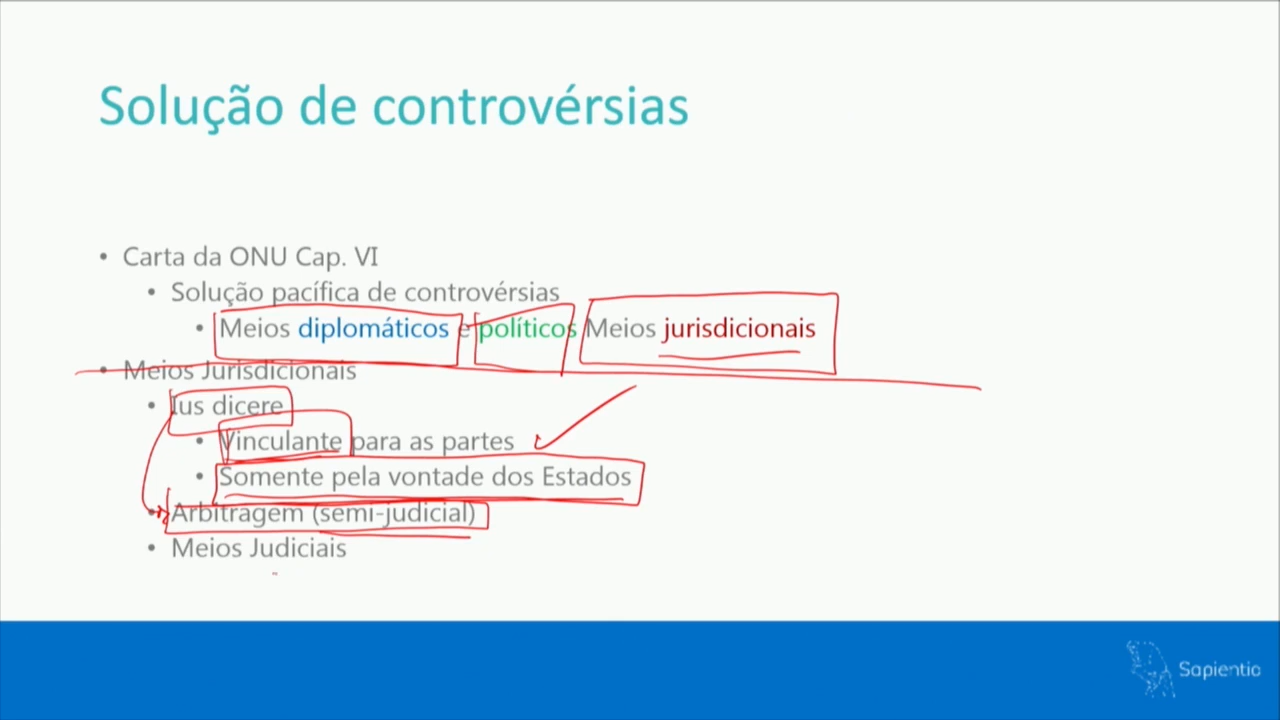 Solução de controvérsias
• Carta da ONU Cap. VI
• Solução pacífica de controvérsias
• Meios diplomáticos e políticos Meios jurisdicionais
• Meios Jurisdicionais
• Ius dicere
• Vinculante para as partes
• Somente pela vontade dos Estados
• Arbitragem (semi-judicial)
• Meios Judiciais
Sapientia